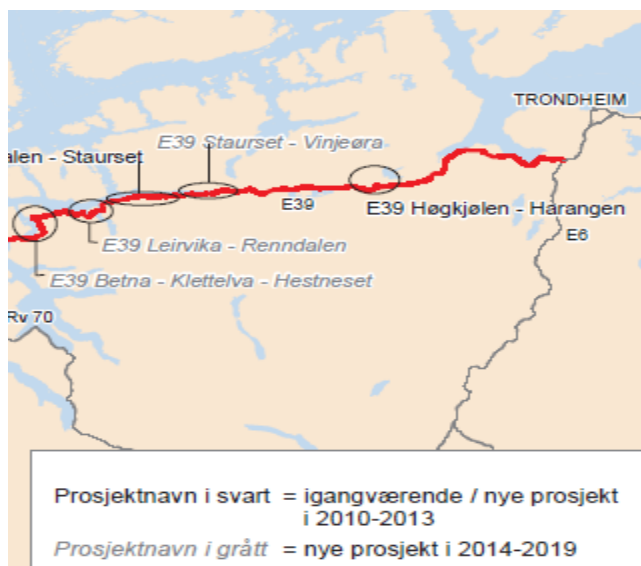 TRONDHEIM
E39 Staurset - Vinjeøra
alen - Staurset
E39
E39 Høgkjølen - Harangen
E39 Leirvika - Renndalen
E6
E39 Betna - Klettelva - Hestneset
Rv 70
Prosjektnavn i svart = igangværende / nye prosjekt
i 2010-2013
Prosjektnavn i grått = nye prosjekt i 2014-2019